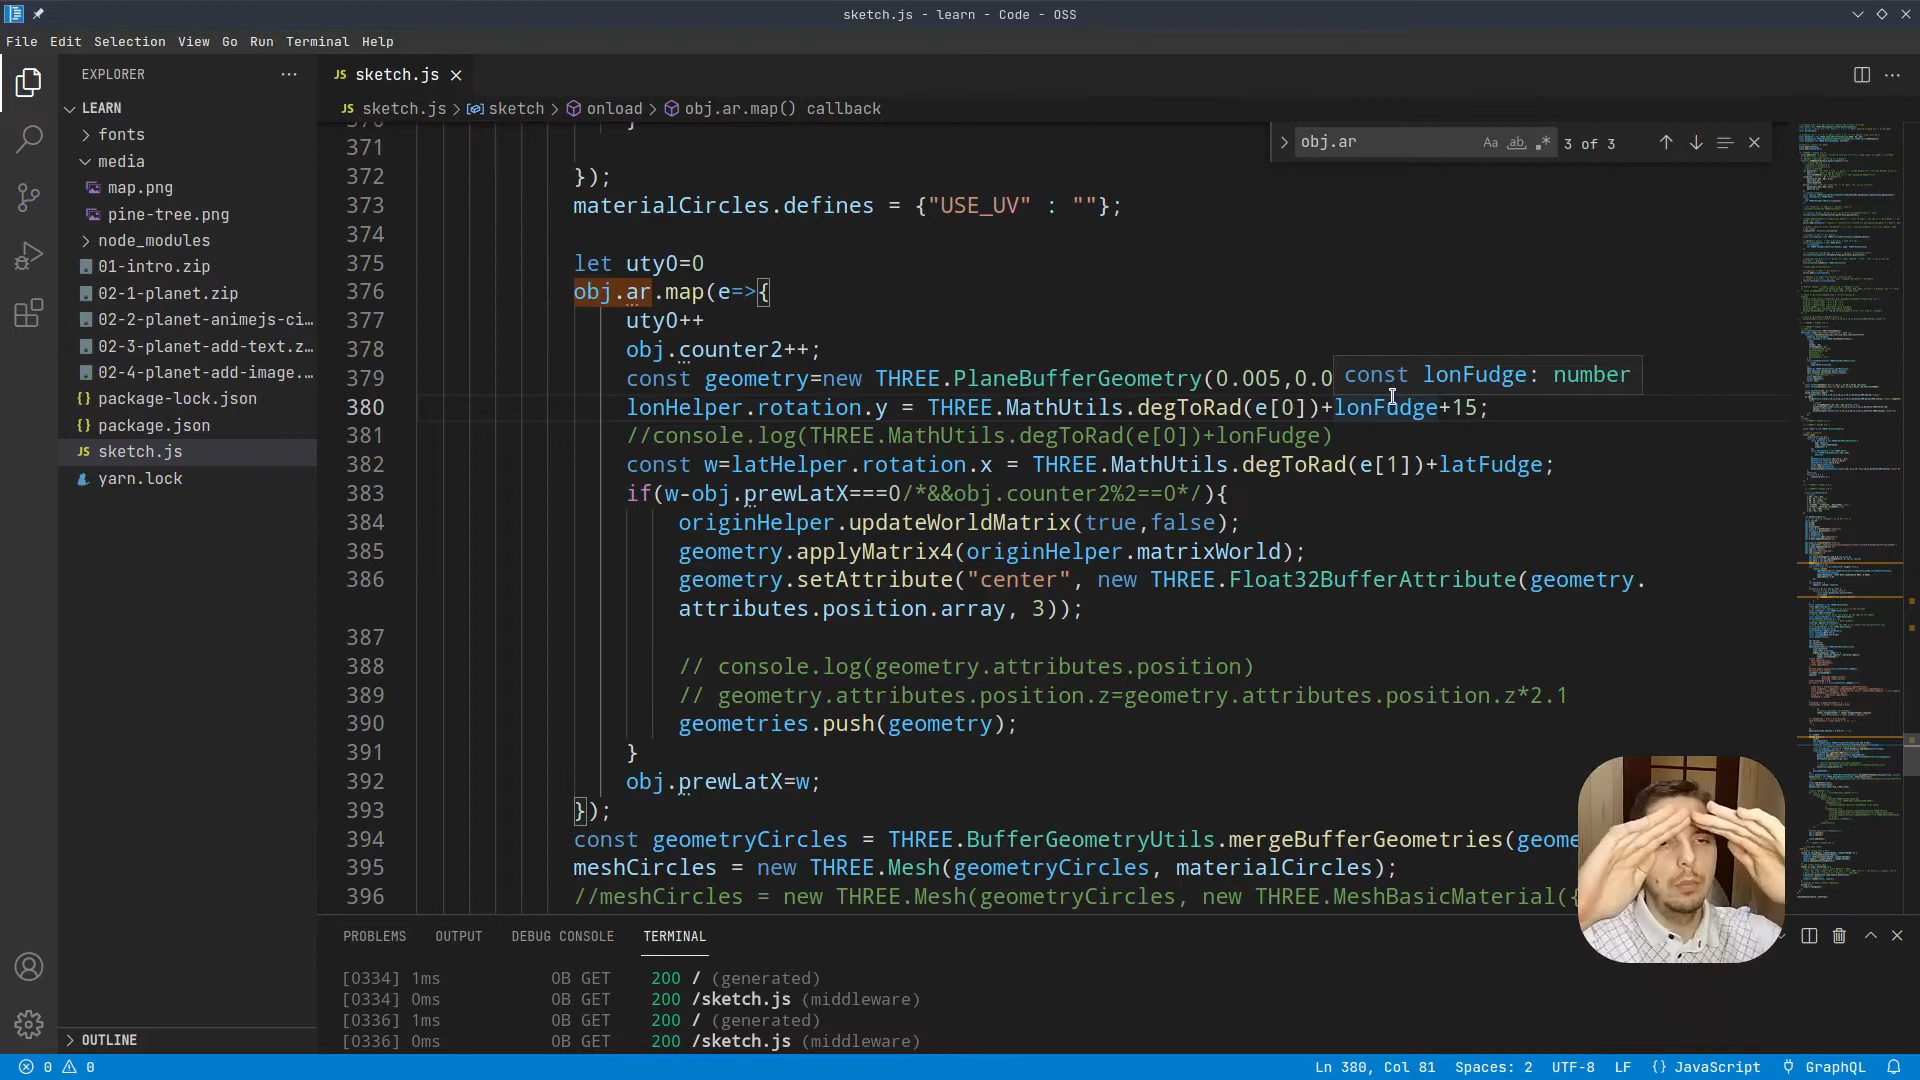 sketch.js - learn - Code - OSS
File Edit Selection View Go Run Terminal Help
EXPLORER
LEARN
fonts
media
map.png
pine-tree.png
node_modules
01-intro.zip
02-1-planet.zip
02-2-planet-animejs-ci...
02-3-planet-add-text.z...
02-4-planet-add-image....
package-lock.json
package.json
sketch.js
yarn.lock
OUTLINE
JS sketch.js
JS sketch.js > sketch > onload > obj.ar.map() callback
obj.ar
Aa ab 3 of 3
371
372 });
373 materialCircles.defines = {"USE_UV" : ""};
374
375 let uty0=0
376 obj.ar.map(e=>{
377 uty0++
378 obj.counter2++;
379 const geometry=new THREE.PlaneBufferGeometry(0.005,0.0
const lonFudge: number
380 lonHelper.rotation.y = THREE.MathUtils.degToRad(e[0])+lonFudge+15;
381 //console.log(THREE.MathUtils.degToRad(e[0])+lonFudge)
382 const w=latHelper.rotation.x = THREE.MathUtils.degToRad(e[1])+latFudge;
383 if(w-obj.prewLatX===0/*&&obj.counter2%2==0*/){
384 originHelper.updateWorldMatrix(true,false);
385 geometry.applyMatrix4(originHelper.matrixWorld);
386 geometry.setAttribute("center", new THREE.Float32BufferAttribute(geometry.
attributes.position.array, 3));
387
388 // console.log(geometry.attributes.position)
389 // geometry.attributes.position.z=geometry.attributes.position.z*2.1
390 geometries.push(geometry);
391 }
392 obj.prewLatX=w;
393 });
394 const geometryCircles = THREE.BufferGeometryUtils.mergeBufferGeometries(geome
395 meshCircles = new THREE.Mesh(geometryCircles, materialCircles);
396 //meshCircles = new THREE.Mesh(geometryCircles, new THREE.MeshBasicMaterial({
PROBLEMS OUTPUT DEBUG CONSOLE TERMINAL
[0334] 1ms 0B GET 200 / (generated)
[0334] 0ms 0B GET 200 /sketch.js (middleware)
[0336] 1ms 0B GET 200 / (generated)
[0336] 0ms 0B GET 200 /sketch.js (middleware)
0 0 Ln 380, Col 81 Spaces: 2 UTF-8 LF {} JavaScript GraphQL